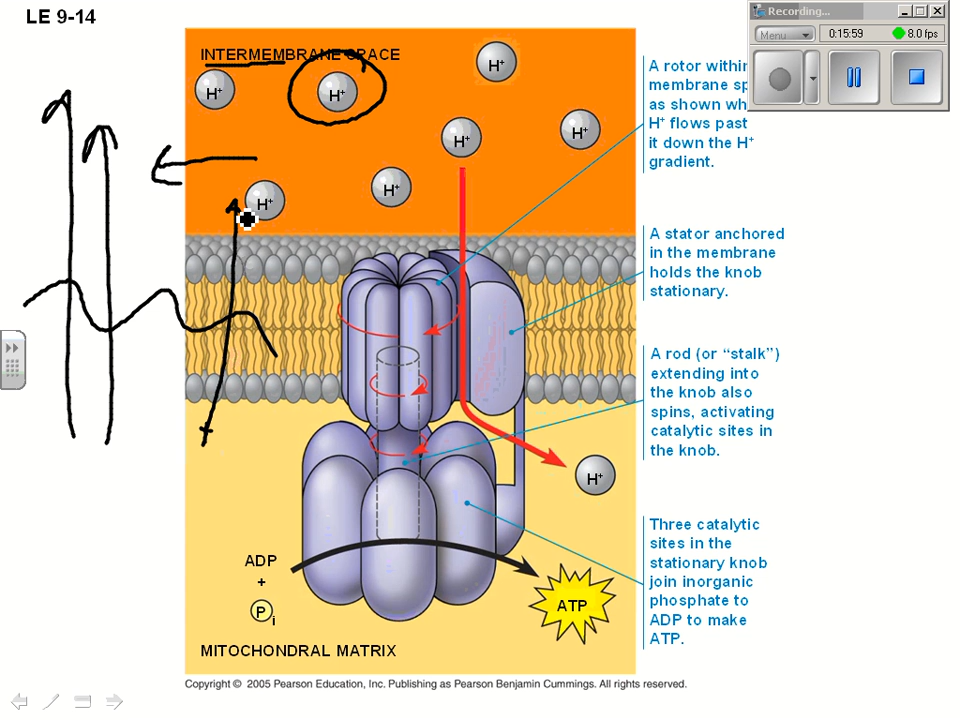 LE 9-14
Recording...
Menu
0:15:59
8.0 fps
INTERMEMBRANE SPACE
H+
H+
H+
H+
H+
H+
H+
A rotor within
membrane
as shown
H+ flows past
it down the H+
gradient.
A stator anchored
in the membrane
holds the knob
stationary.
A rod (or “stalk”)
extending into
the knob also
spins, activating
catalytic sites in
the knob.
H+
Three catalytic
sites in the
stationary knob
join inorganic
phosphate to
ADP to make
ATP.
ADP
+
P i
ATP
MITOCHONDRAL MATRIX
Copyright © 2005 Pearson Education, Inc. Publishing as Pearson Benjamin Cummings. All rights reserved.